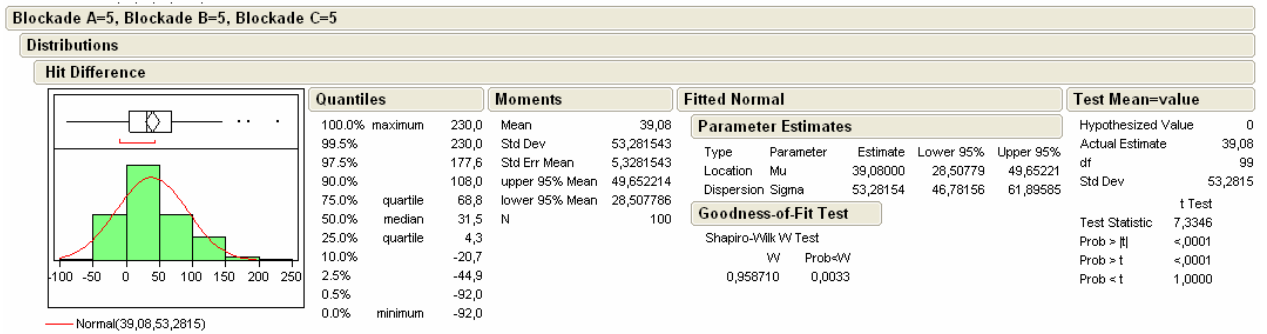 Blockade A=5, Blockade B=5, Blockade C=5
Distributions
Hit Difference
-100 -50 0 50 100 150 200 250
Normal(39,08,53,2815)
Quantiles
100.0% maximum 230,0
99.5% 230,0
97.5% 177,6
90.0% 108,0
75.0% quartile 68,8
50.0% median 31,5
25.0% quartile 4,3
10.0% -20,7
2.5% -44,9
0.5% -92,0
0.0% minimum -92,0
Moments
Mean 39,08
Std Dev 53,281543
Std Err Mean 5,3281543
upper 95% Mean 49,652214
lower 95% Mean 28,507786
N 100
Fitted Normal
Parameter Estimates
Type Parameter Estimate Lower 95% Upper 95%
Location Mu 39,08000 28,50779 49,65221
Dispersion Sigma 53,28154 46,78156 61,89585
Goodness-of-Fit Test
Shapiro-Wilk W Test
W Prob<W
0,958710 0,0033
Test Mean=value
Hypothesized Value 0
Actual Estimate 39,08
df 99
Std Dev 53,2815
t Test
Test Statistic 7,3346
Prob > |t| <,0001
Prob > t <,0001
Prob < t 1,0000